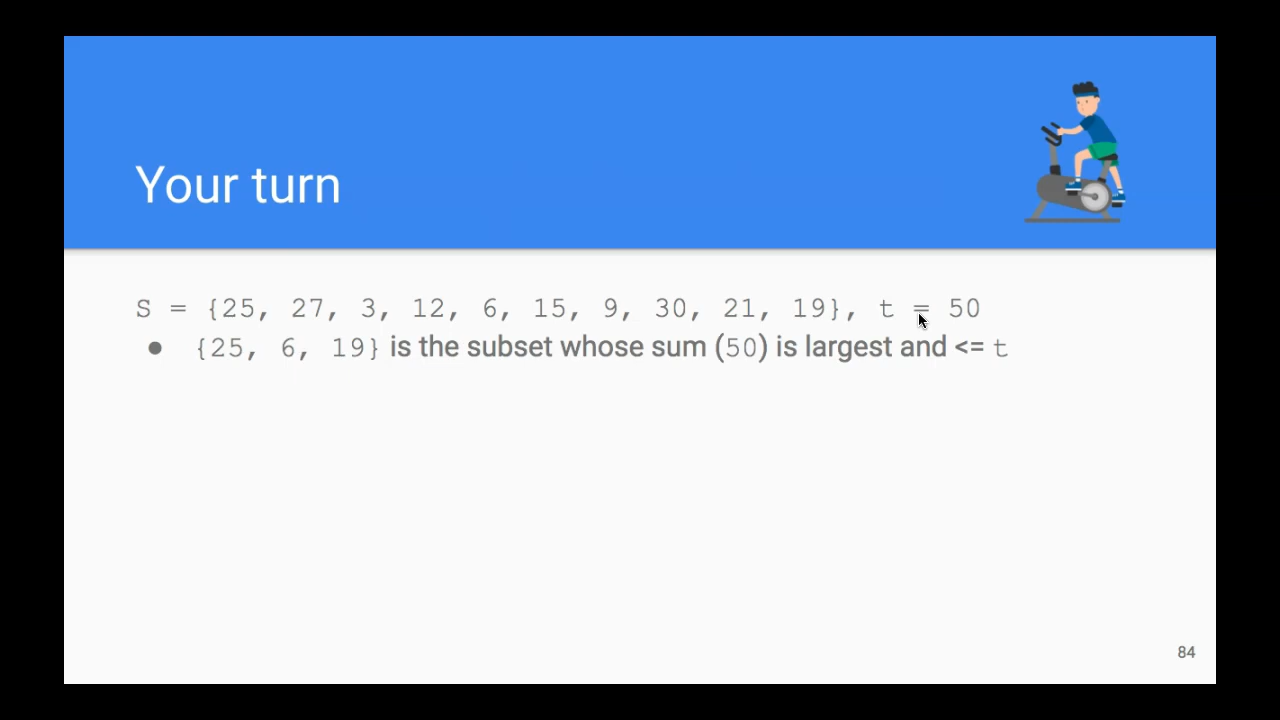 Your turn
S = {25, 27, 3, 12, 6, 15, 9, 30, 21, 19}, t = 50
● {25, 6, 19} is the subset whose sum (50) is largest and <= t
84